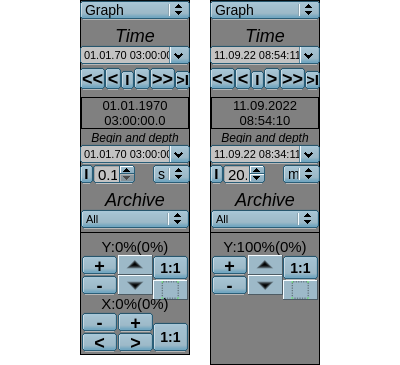 Graph
Time
01.01.70 03:00:00
<< < I > >> >I
01.01.1970
03:00:00.0
Begin and depth
01.01.70 03:00:00
I 0.1 s
Archive
All
Y:0%(0%)
+
1:1
-
X:0%(0%)
- +
1:1
< >
Graph
Time
11.09.22 08:54:11
<< < I > >> >I
11.09.2022
08:54:10
Begin and depth
11.09.22 08:34:11
I 20. m
Archive
All
Y:100%(0%)
+
1:1
-